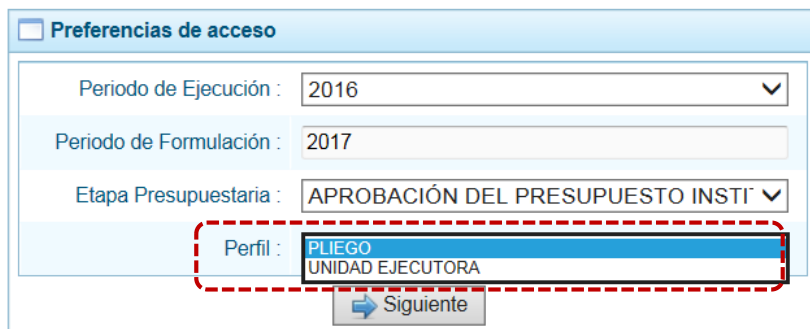 Preferencias de acceso
Periodo de Ejecución : 2016
Periodo de Formulación : 2017
Etapa Presupuestaria : APROBACIÓN DEL PRESUPUESTO
Perfil : PLIEGO
UNIDAD EJECUTORA
Siguiente